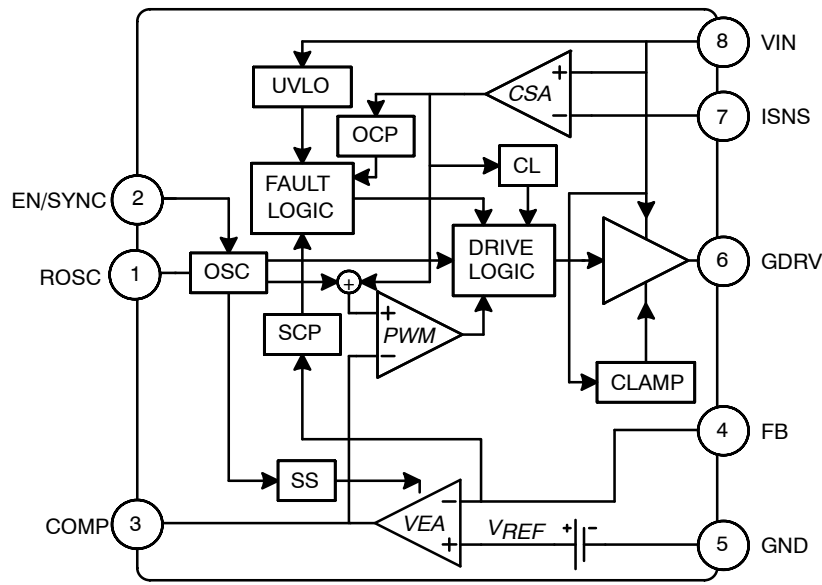 8 VIN
UVLO
+
CSA
−
7 ISNS
OCP
CL
FAULT
LOGIC
EN/SYNC 2
DRIVE
LOGIC
6 GDRV
ROSC 1
OSC
+
+
PWM
−
SCP
CLAMP
4 FB
SS
−
VEA
+
COMP 3
VREF
+ −
5 GND